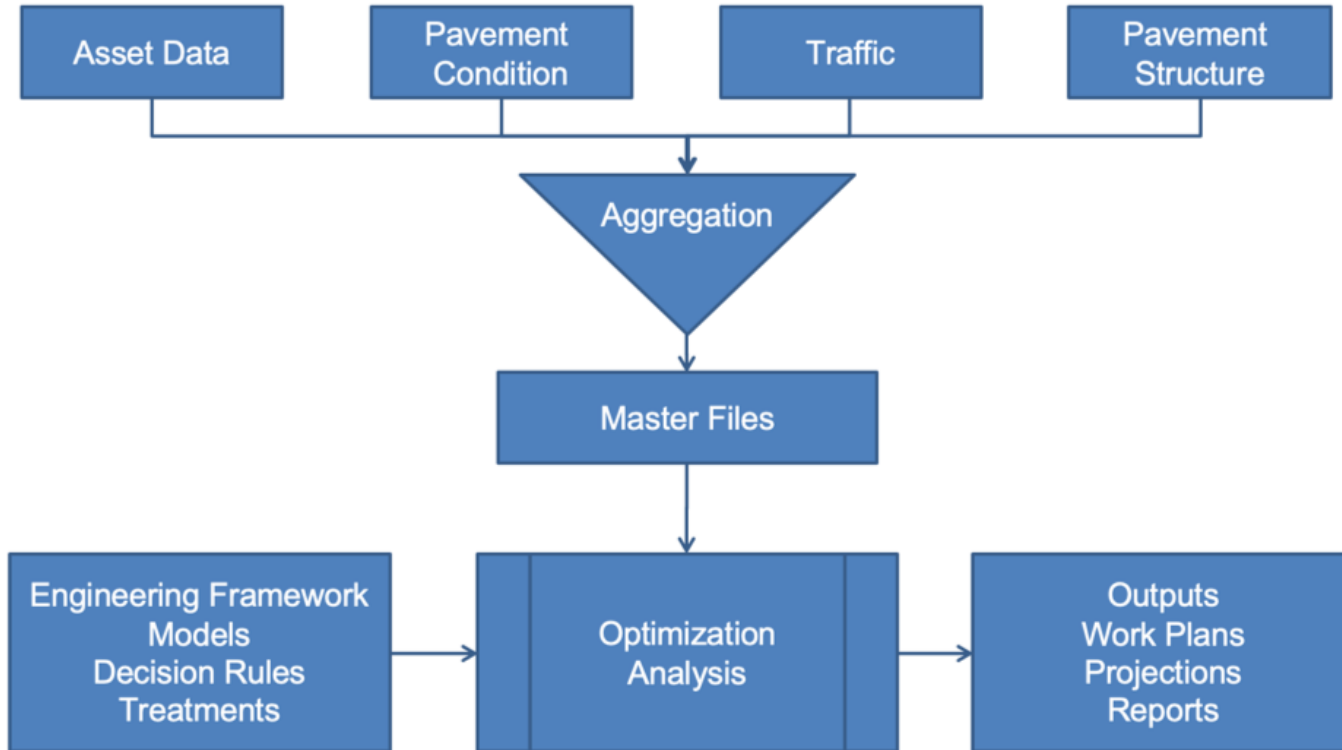 Asset Data
Pavement
Condition
Traffic
Pavement
Structure
Aggregation
Master Files
Engineering Framework
Models
Decision Rules
Treatments
Optimization
Analysis
Outputs
Work Plans
Projections
Reports